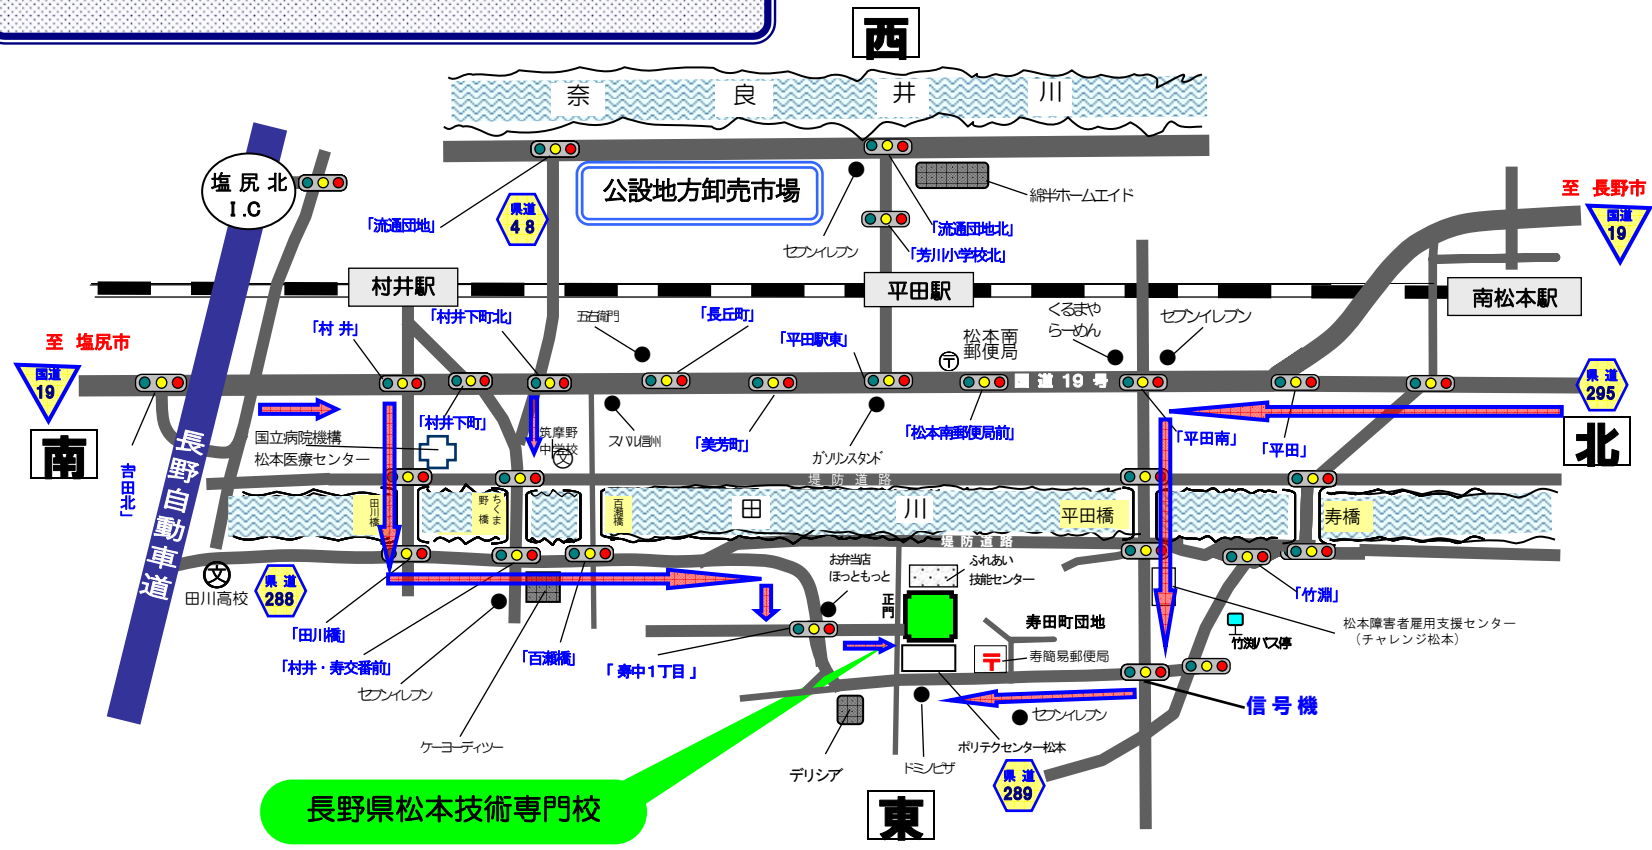 西
奈良井川
塩尻北
I.C
公設地方卸売市場
県道
48
綿半ホームエイド
至 長野市
国道
19
「流通団地」
「流通団地北」
セブンイレブン
「芳川小学校北」
村井駅
平田駅
南松本駅
「村 井」
「村井下町北」
五右衛門
「長丘町」
「平田駅東」
松本南
郵便局
くるまや
らーめん
セブンイレブン
至 塩尻市
国道
19
国道19号
県道
295
南
「吉田北」
国立病院機構
松本医療センター
「村井下町」
筑摩野
中学校
スバル信州
「美芳町」
ガソリンスタンド
「松本南郵便局前」
「平田南」
「平田」
北
長野自動車道
堤防道路
田川橋
ちくま
野橋
百瀬橋
田川
平田橋
寿橋
堤防道路
田川高校
県道
288
お弁当店
ほっともっと
ふれあい
技能センター
正門
「竹淵」
「田川橋」
「村井・寿交番前」
「百瀬橋」
「寿中1丁目」
寿田町団地
寿簡易郵便局
竹渕バス停
松本障害者雇用支援センター
（チャレンジ松本）
セブンイレブン
信号機
セブンイレブン
ケーヨーデイツー
デリシア
ドミノピザ
ポリテクセンター松本
県道
289
長野県松本技術専門校
東